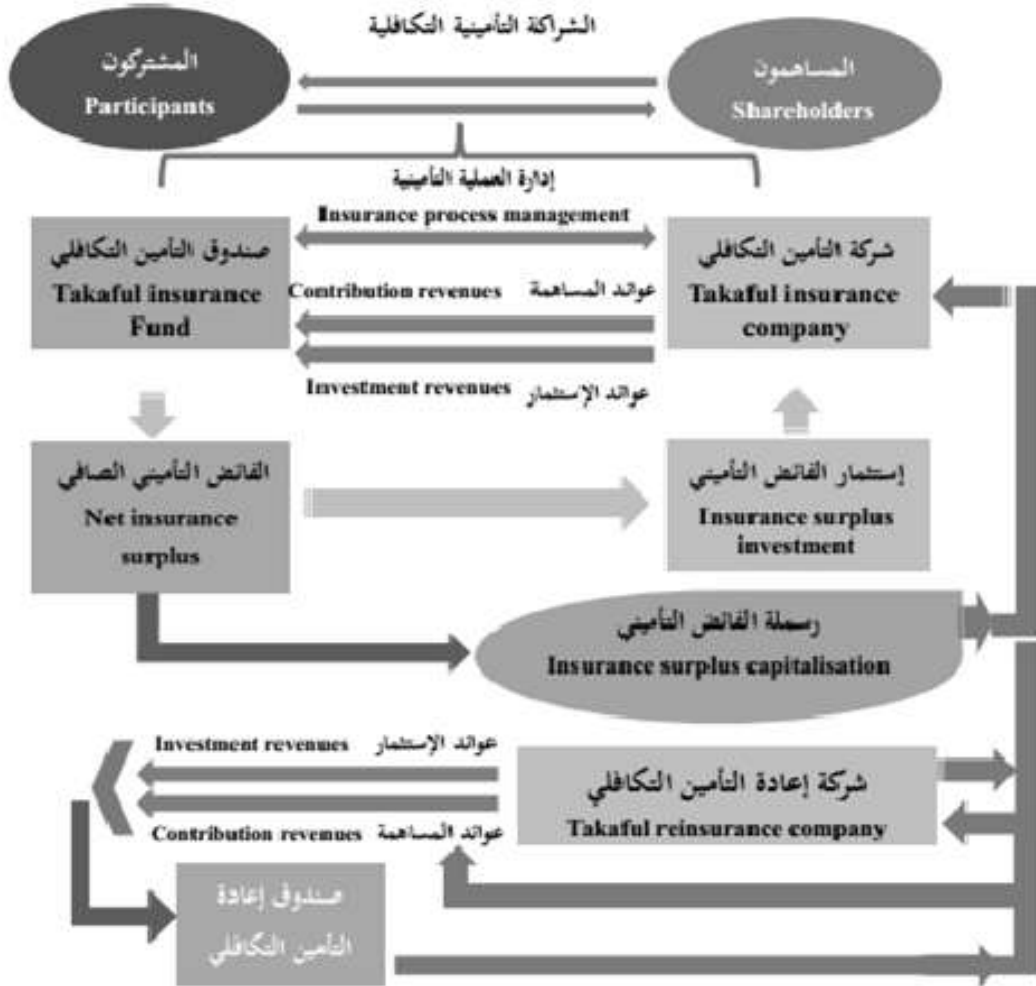 الشراكة التأمينية التكافلية
المشتركون
Participants
المساهمون
Shareholders
إدارة العملية التأمينية
Insurance process management
صندوق التأمين التكافلي
Takaful insurance
Fund
شركة التأمين التكافلي
Takaful insurance
company
Contribution revenues عوائد المساهمة
Investment revenues عوائد الإستثمار
الفائض التأميني الصافي
Net insurance
surplus
إستثمار الفائض التأميني
Insurance surplus
investment
رسملة الفائض التأميني
Insurance surplus capitalisation
Investment revenues عوائد الإستثمار
شركة إعادة التأمين التكافلي
Takaful reinsurance company
Contribution revenues عوائد المساهمة
صندوق إعادة
التأمين التكافلي